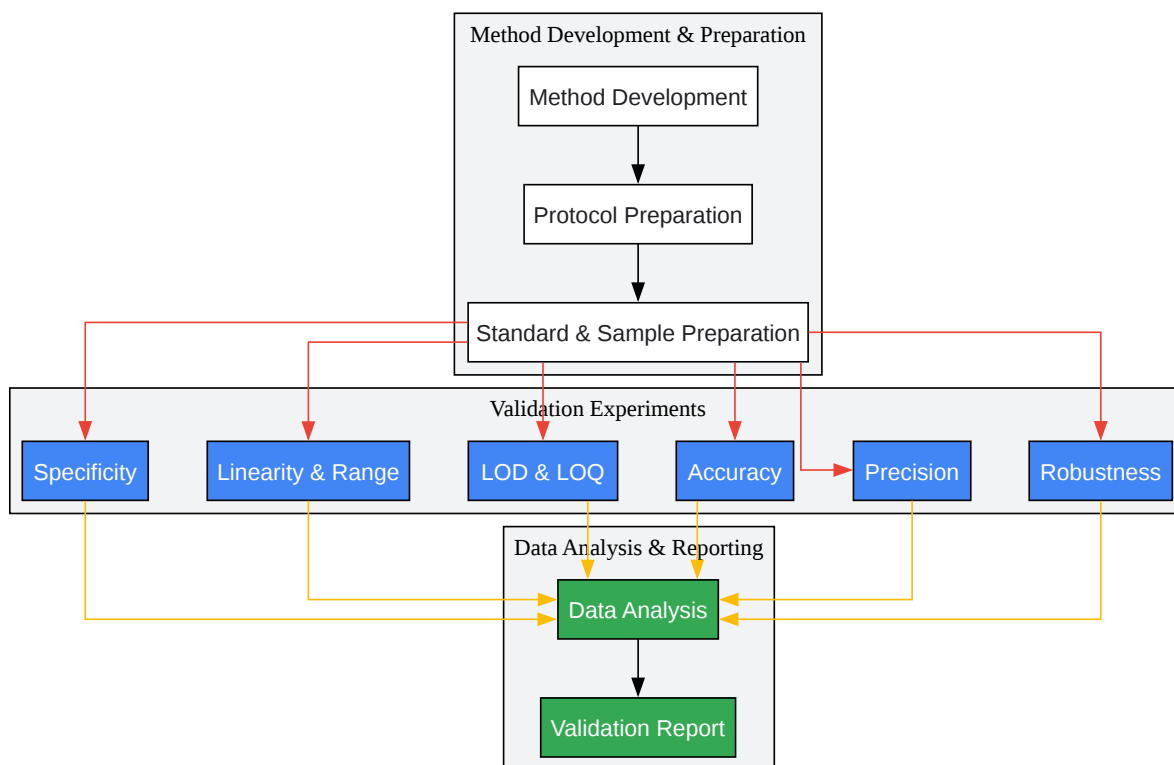 Method Development & Preparation
Method Development
Protocol Preparation
Standard & Sample Preparation
Validation Experiments
Specificity
Linearity & Range
LOD & LOQ
Accuracy
Precision
Robustness
Data Analysis & Reporting
Data Analysis
Validation Report